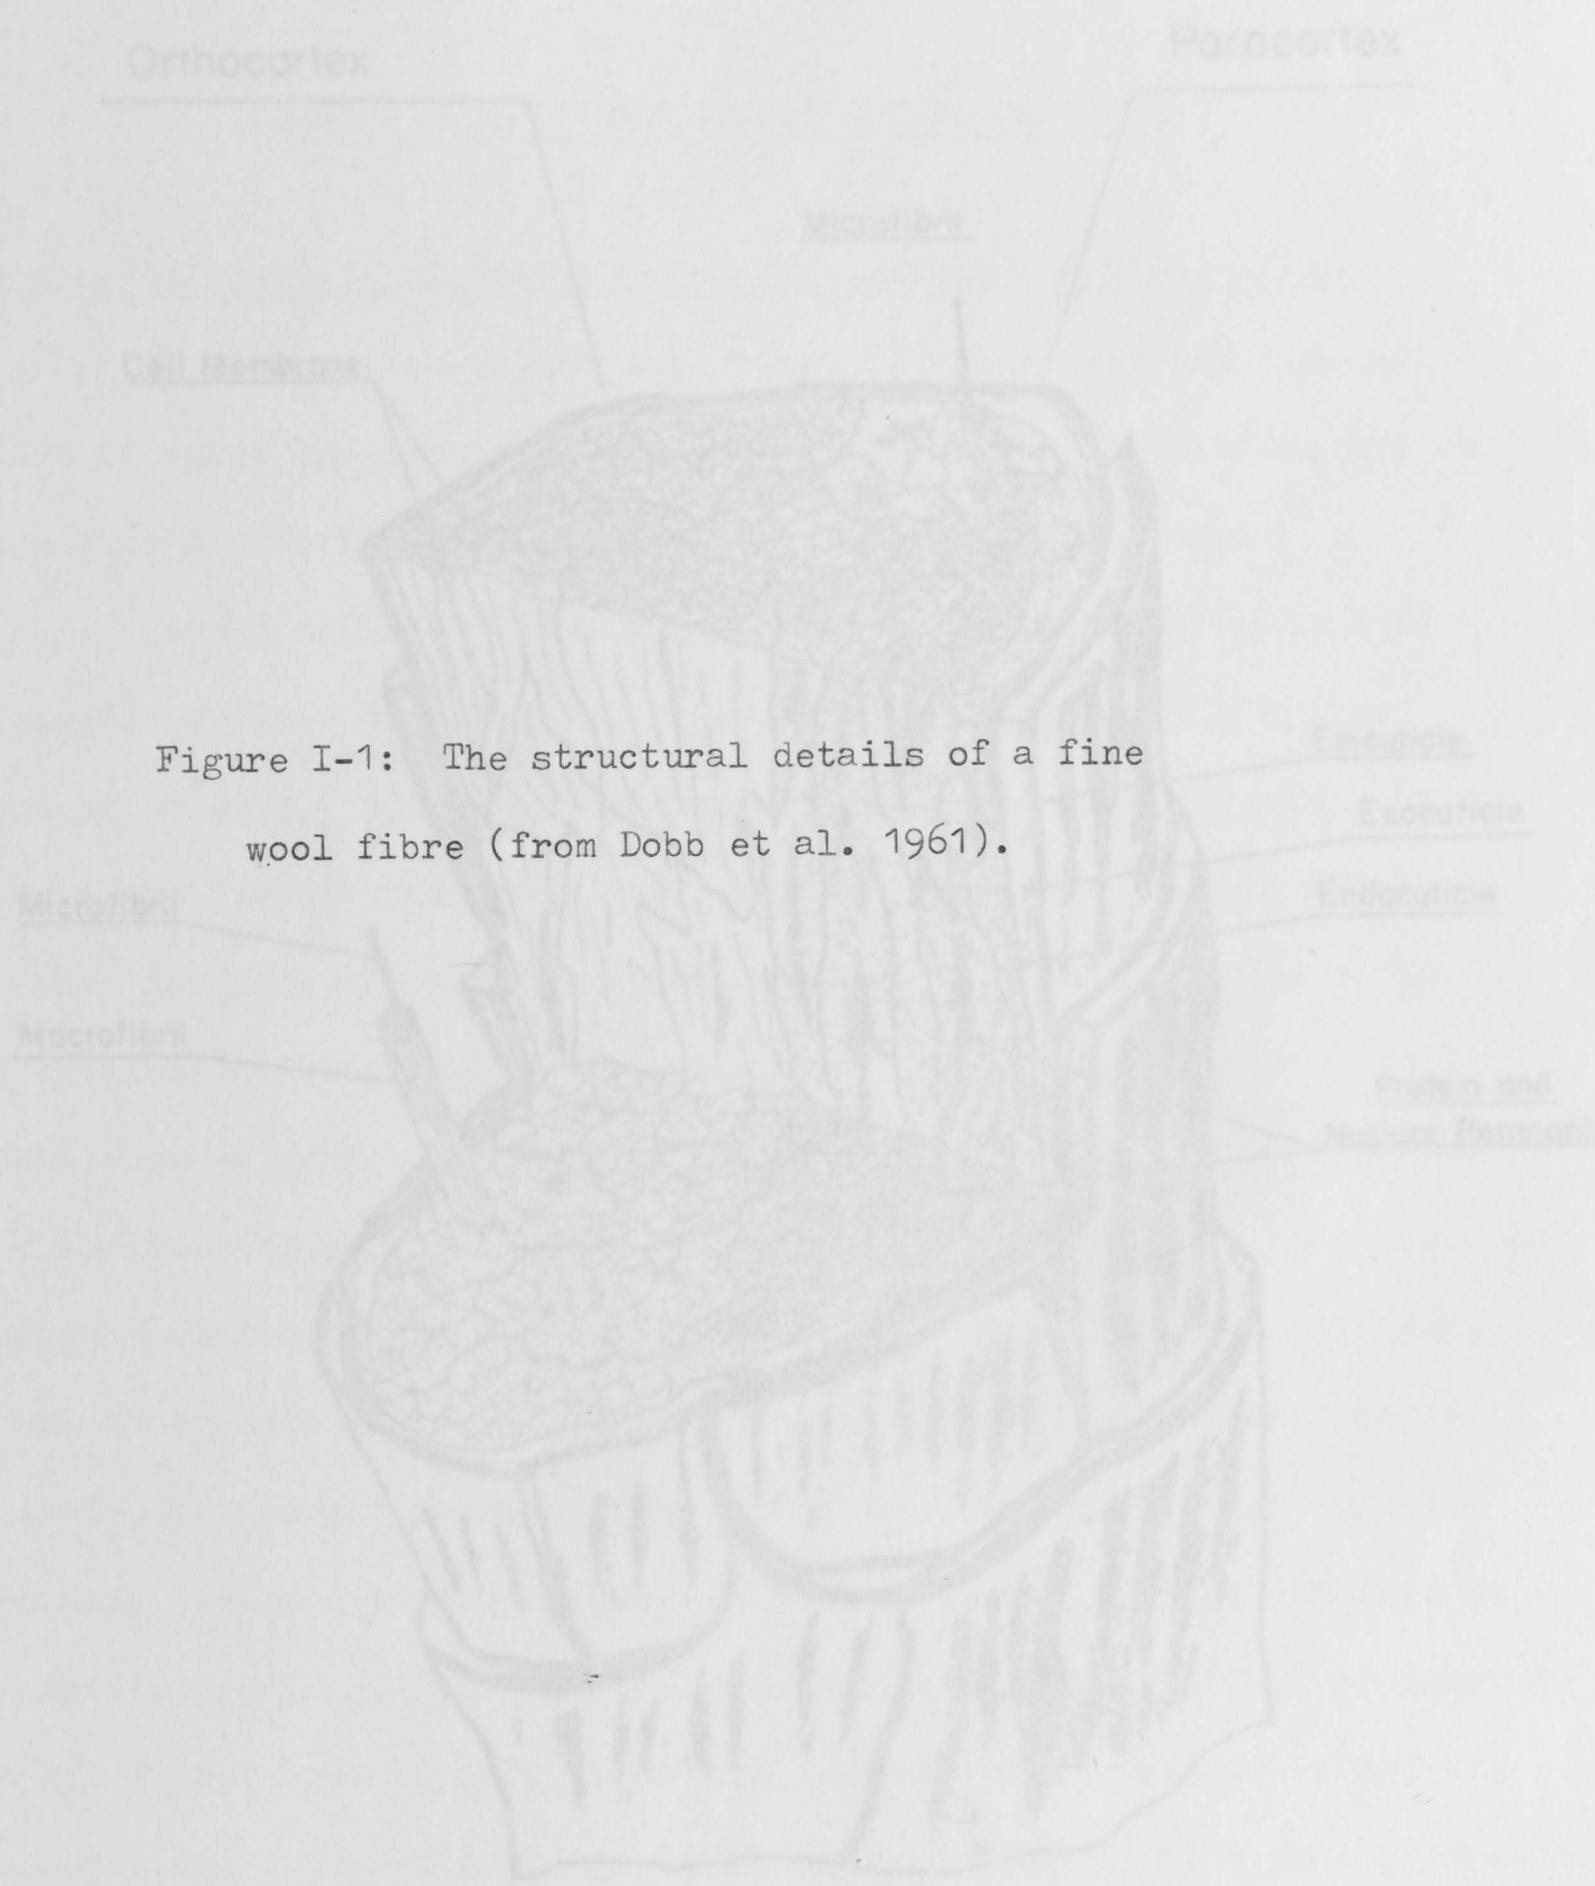 Orthocortex
Paracortex
Microfibril
Cell Membrane
Figure I-1: The structural details of a fine
wool fibre (from Dobb et al. 1961).
Exocuticle
Endocuticle
Microfibril
Macrofibril
Protein and